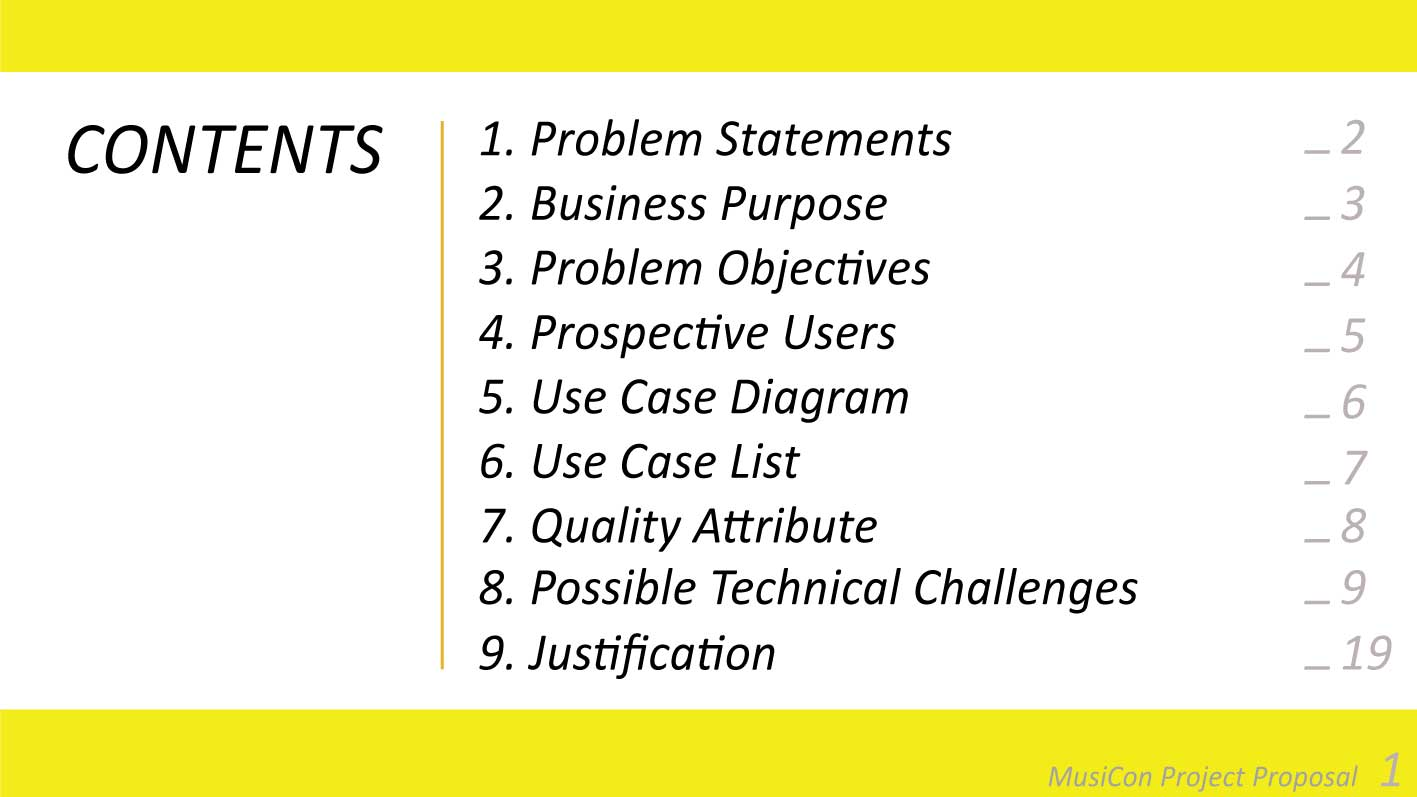 CONTENTS
1. Problem Statements _ 2
2. Business Purpose _ 3
3. Problem Objectives _ 4
4. Prospective Users _ 5
5. Use Case Diagram _ 6
6. Use Case List _ 7
7. Quality Attribute _ 8
8. Possible Technical Challenges _ 9
9. Justification _ 19
MusiCon Project Proposal 1